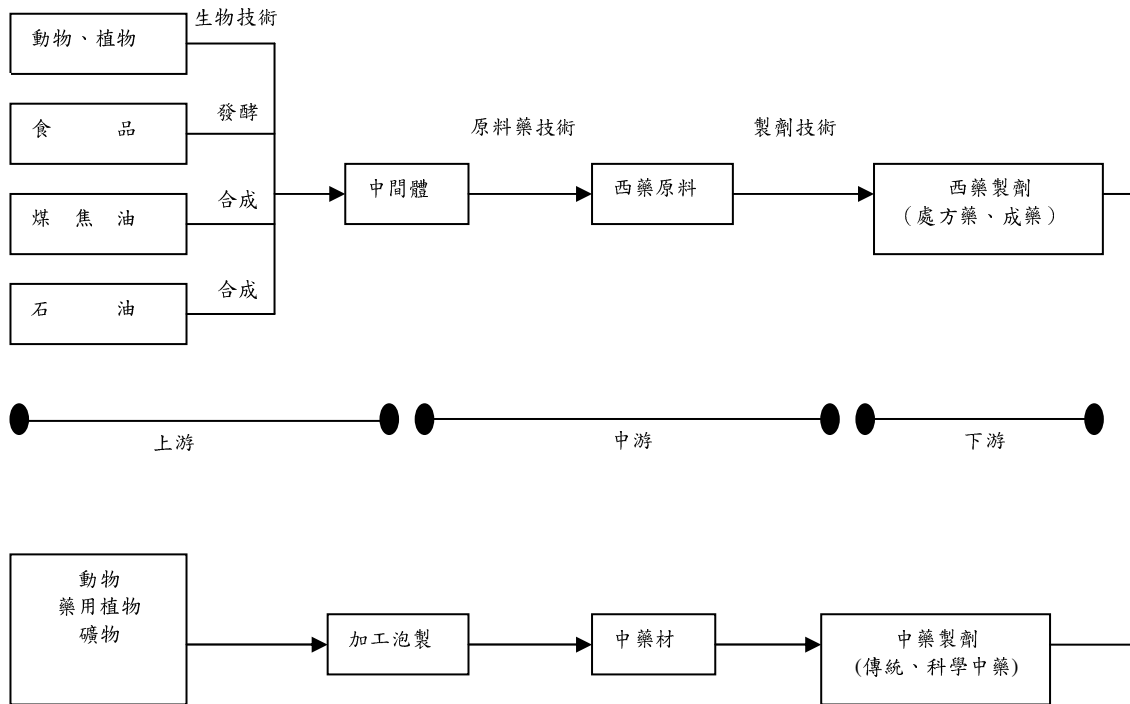 生物技術
動物、植物
發酵
食　　品
原料藥技術
製劑技術
合成
中間體
西藥原料
西藥製劑
（處方藥、成藥）
煤　焦　油
合成
石　　油
上游
中游
下游
動物
藥用植物
礦物
加工泡製
中藥材
中藥製劑
(傳統、科學中藥)